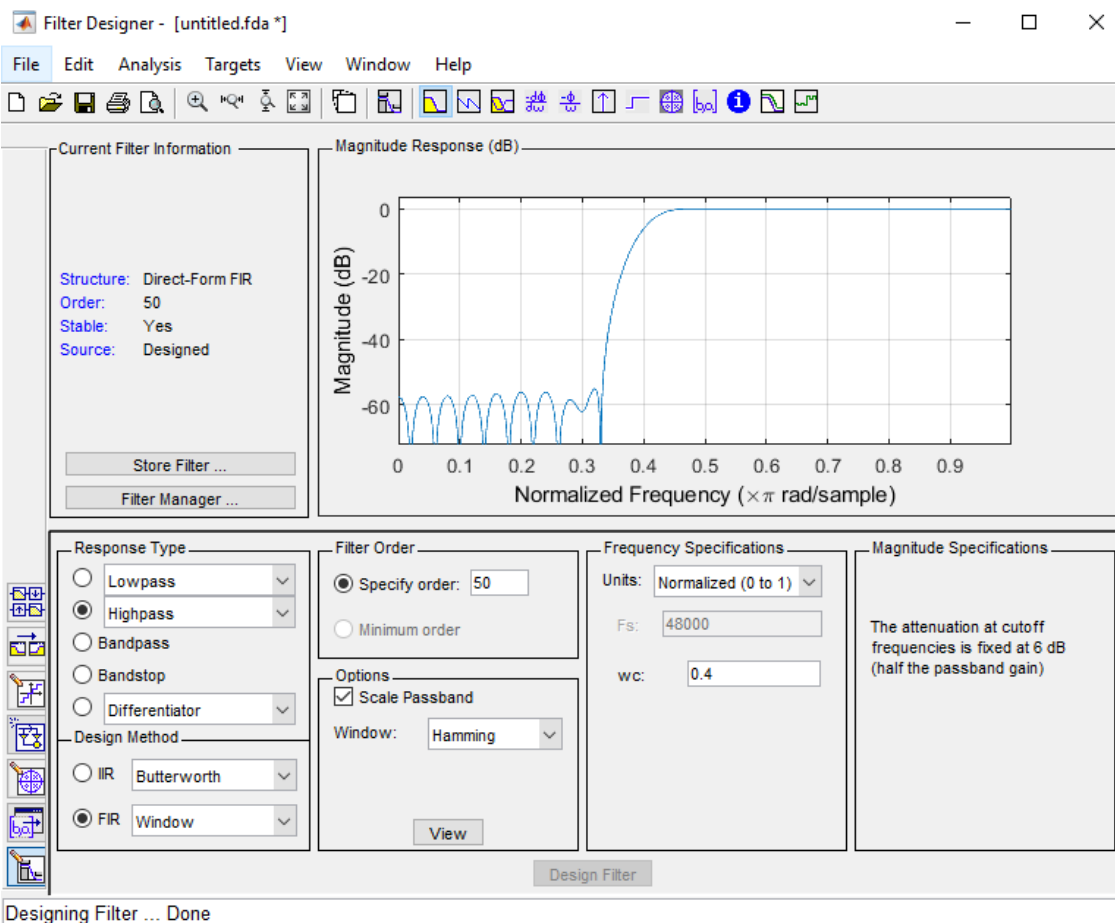 Filter Designer - [untitled.fda *]
File Edit Analysis Targets View Window Help
Current Filter Information
Structure: Direct-Form FIR
Order: 50
Stable: Yes
Source: Designed
Store Filter ...
Filter Manager ...
Magnitude Response (dB)
Magnitude (dB)
0
-20
-40
-60
0 0.1 0.2 0.3 0.4 0.5 0.6 0.7 0.8 0.9
Normalized Frequency (×π rad/sample)
Response Type
Lowpass
Highpass
Bandpass
Bandstop
Differentiator
Design Method
IIR Butterworth
FIR Window
Filter Order
Specify order: 50
Minimum order
Options
Scale Passband
Window: Hamming
View
Frequency Specifications
Units: Normalized (0 to 1)
Fs: 48000
wc: 0.4
Magnitude Specifications
The attenuation at cutoff
frequencies is fixed at 6 dB
(half the passband gain)
Design Filter
Designing Filter ... Done